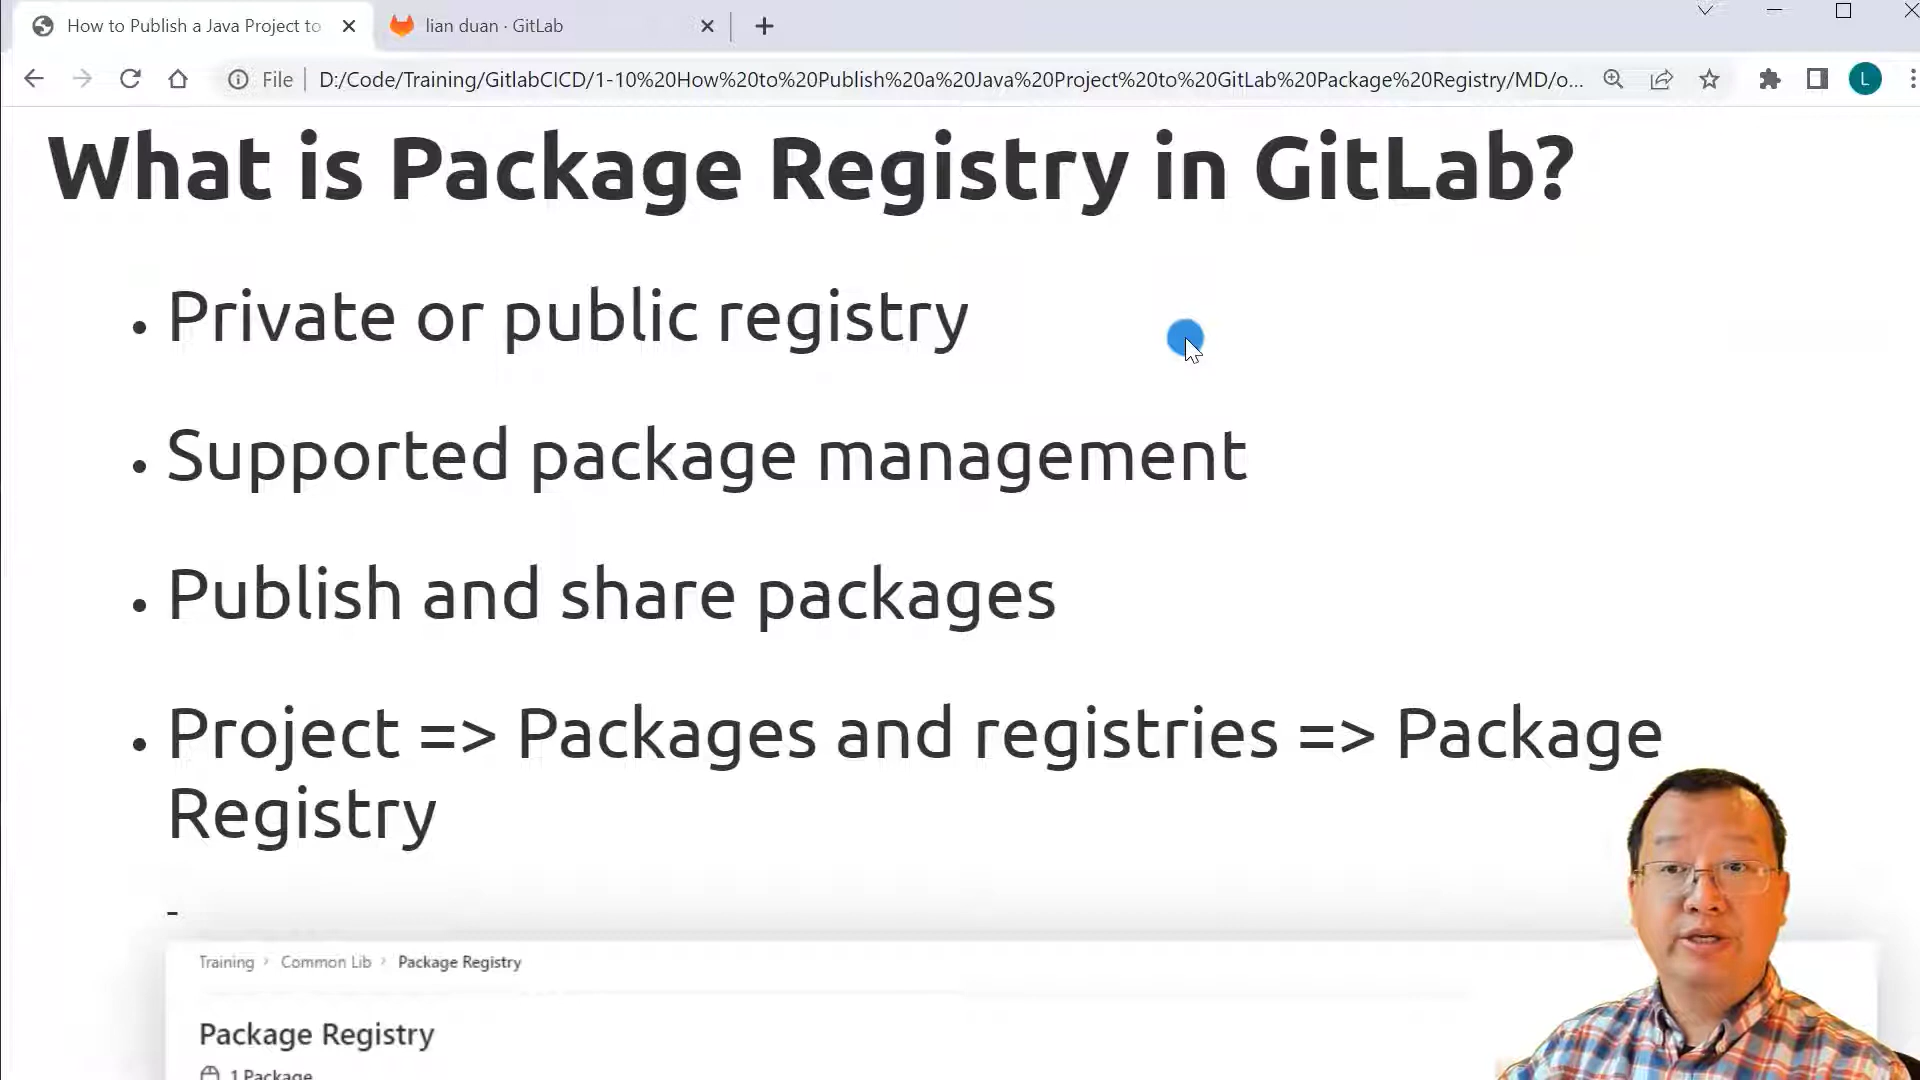 How to Publish a Java Project to
lian duan · GitLab
File
D:/Code/Training/GitlabCICD/1-10%20How%20to%20Publish%20a%20Java%20Project%20to%20GitLab%20Package%20Registry/MD/o...
L
What is Package Registry in GitLab?
• Private or public registry
• Supported package management
• Publish and share packages
• Project => Packages and registries => Package
Registry
-
Training > Common Lib > Package Registry
Package Registry
1 Package